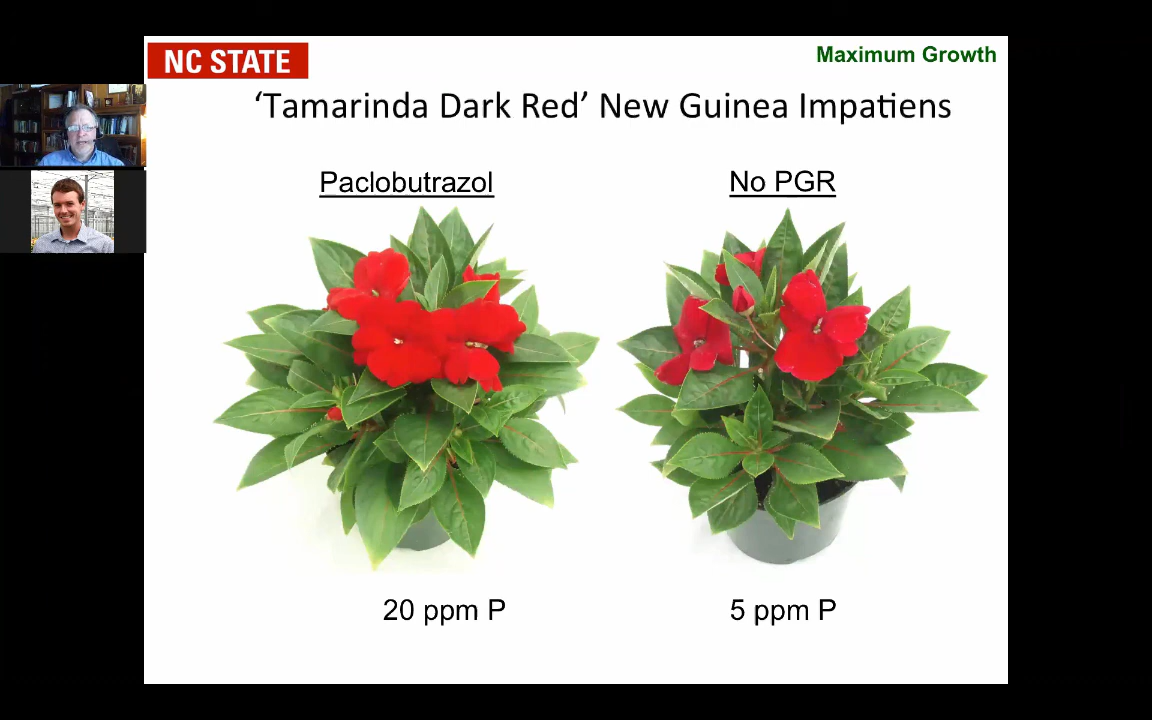 NC STATE
Maximum Growth
‘Tamarinda Dark Red’ New Guinea Impatiens
Paclobutrazol
No PGR
20 ppm P
5 ppm P